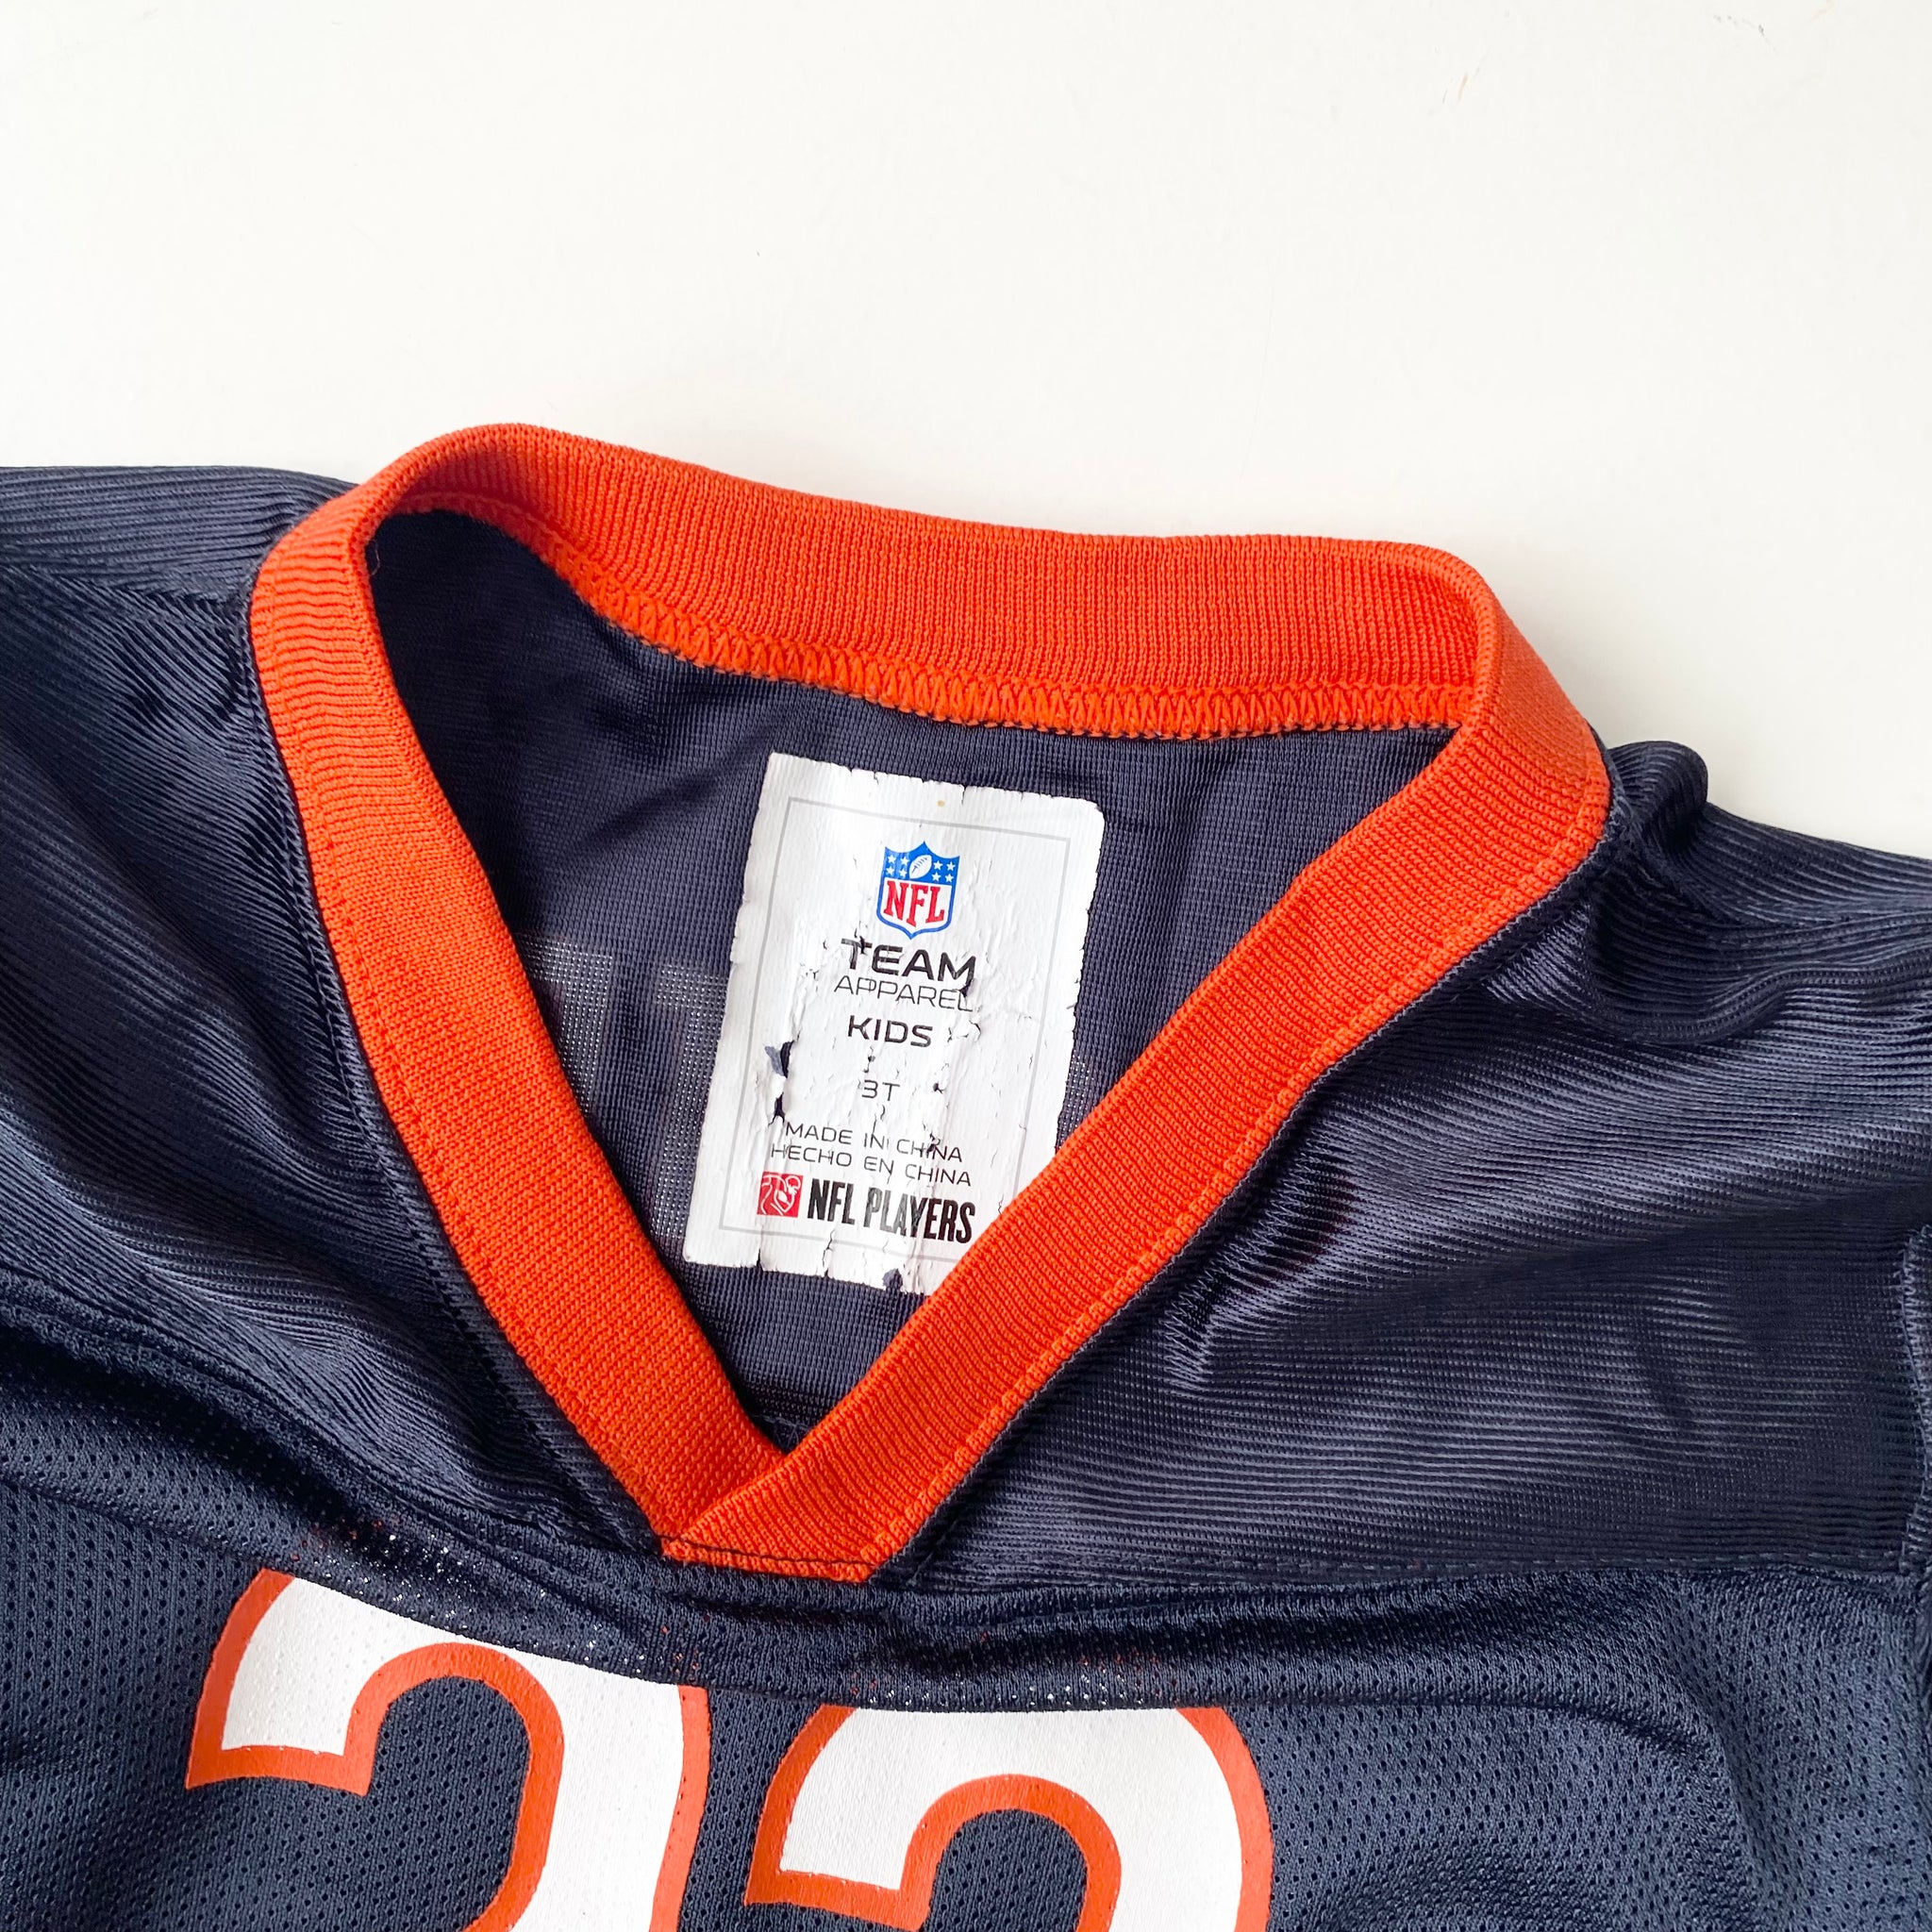 NFL
TEAM
APPAREL
KIDS
3T
MADE IN CHINA
HECHO EN CHINA
NFL PLAYERS